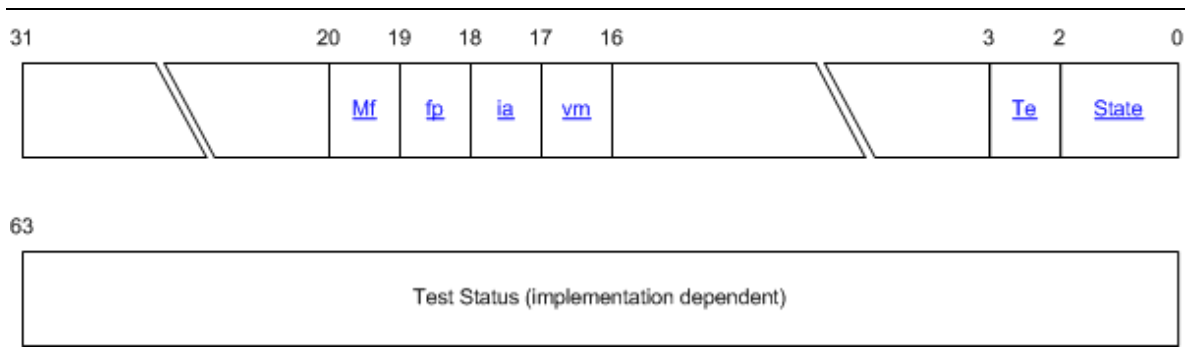 31 20 19 18 17 16 3 2 0
Mf fp ia vm Te State
63
Test Status (implementation dependent)